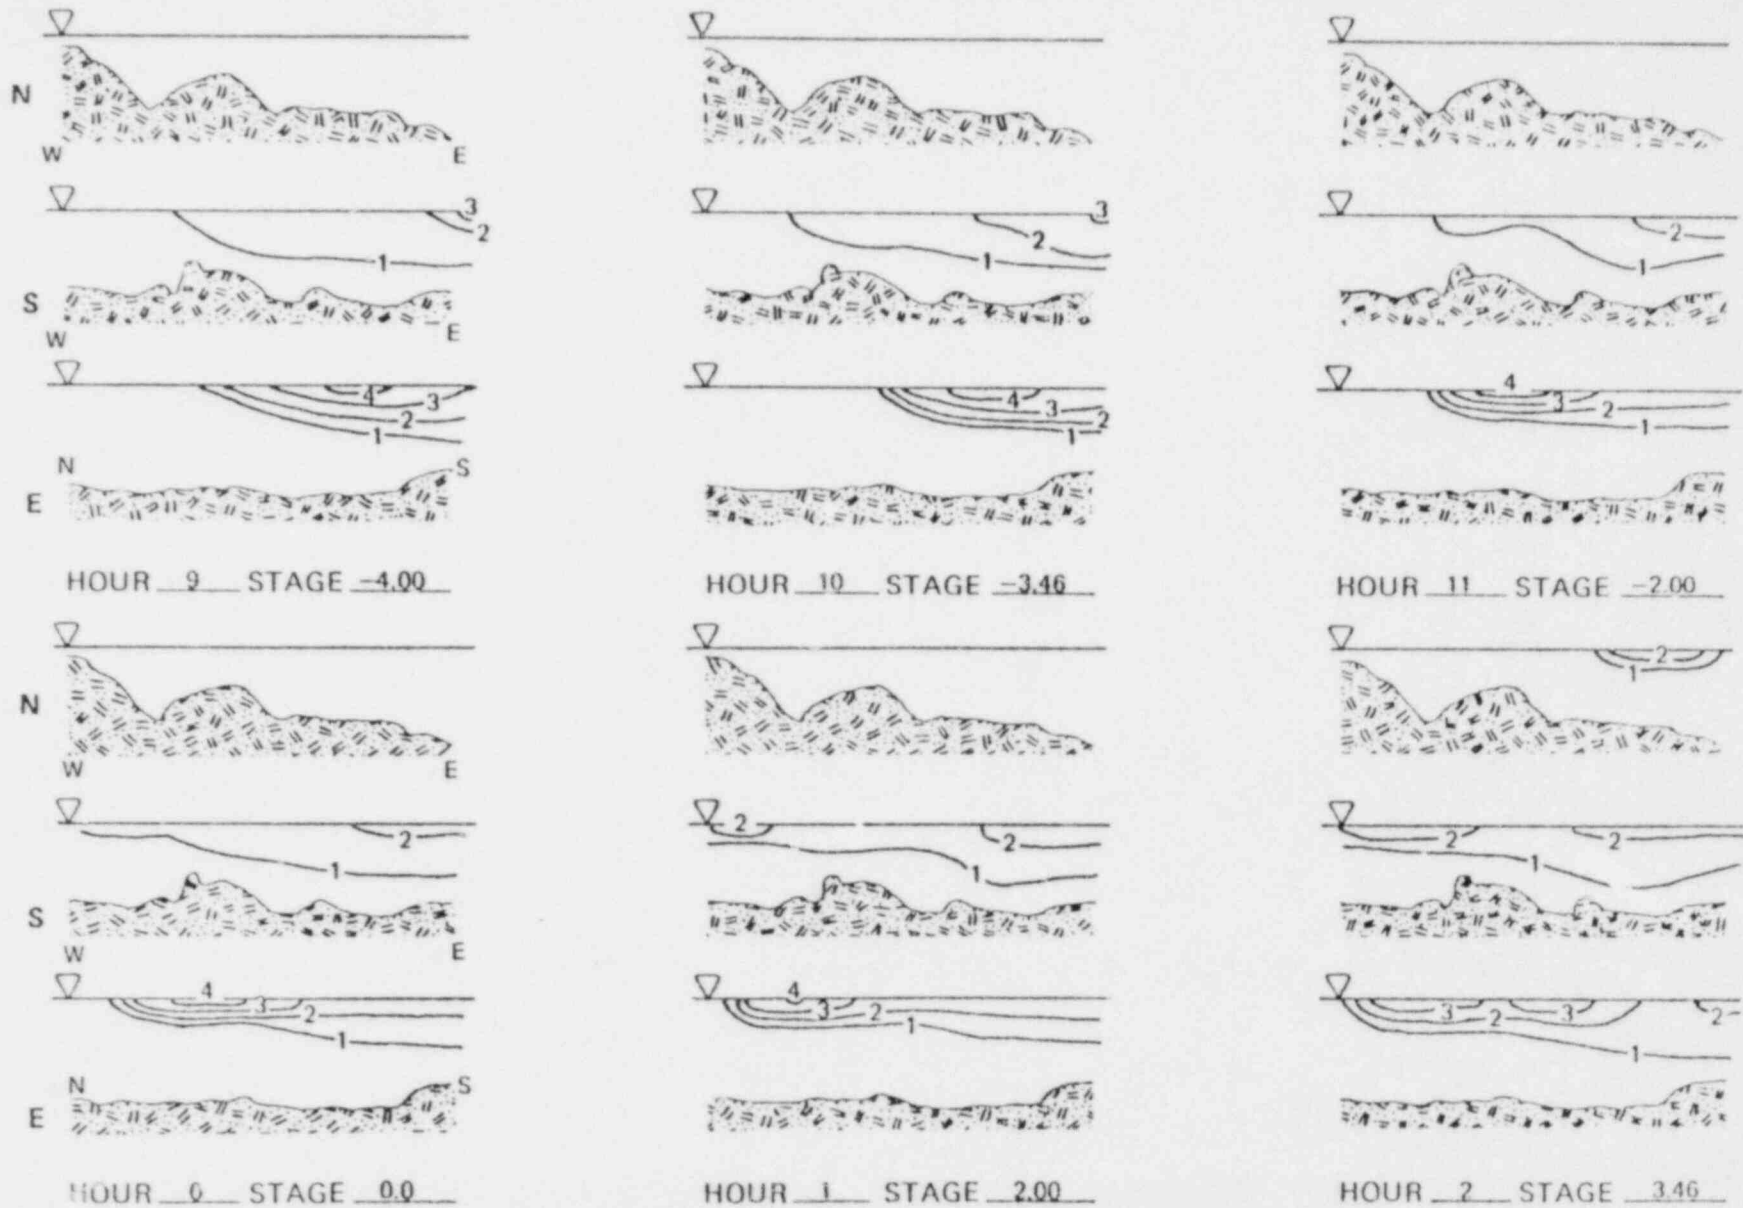 N
W E
3
2
1
S
W E
4 3
2
1
N S
E
HOUR 9 STAGE -4.00
3
2
1
4 3
2
1
HOUR 10 STAGE -3.46
2
1
4
3 2
1
HOUR 11 STAGE -2.00
N
W E
2
1
S
W E
4 3
2
1
N S
E
HOUR 0 STAGE 0.0
2
2
1
4
3 2
1
HOUR 1 STAGE 2.00
2
1
2 2
1
3 2 3 2
1
HOUR 2 STAGE 3.46